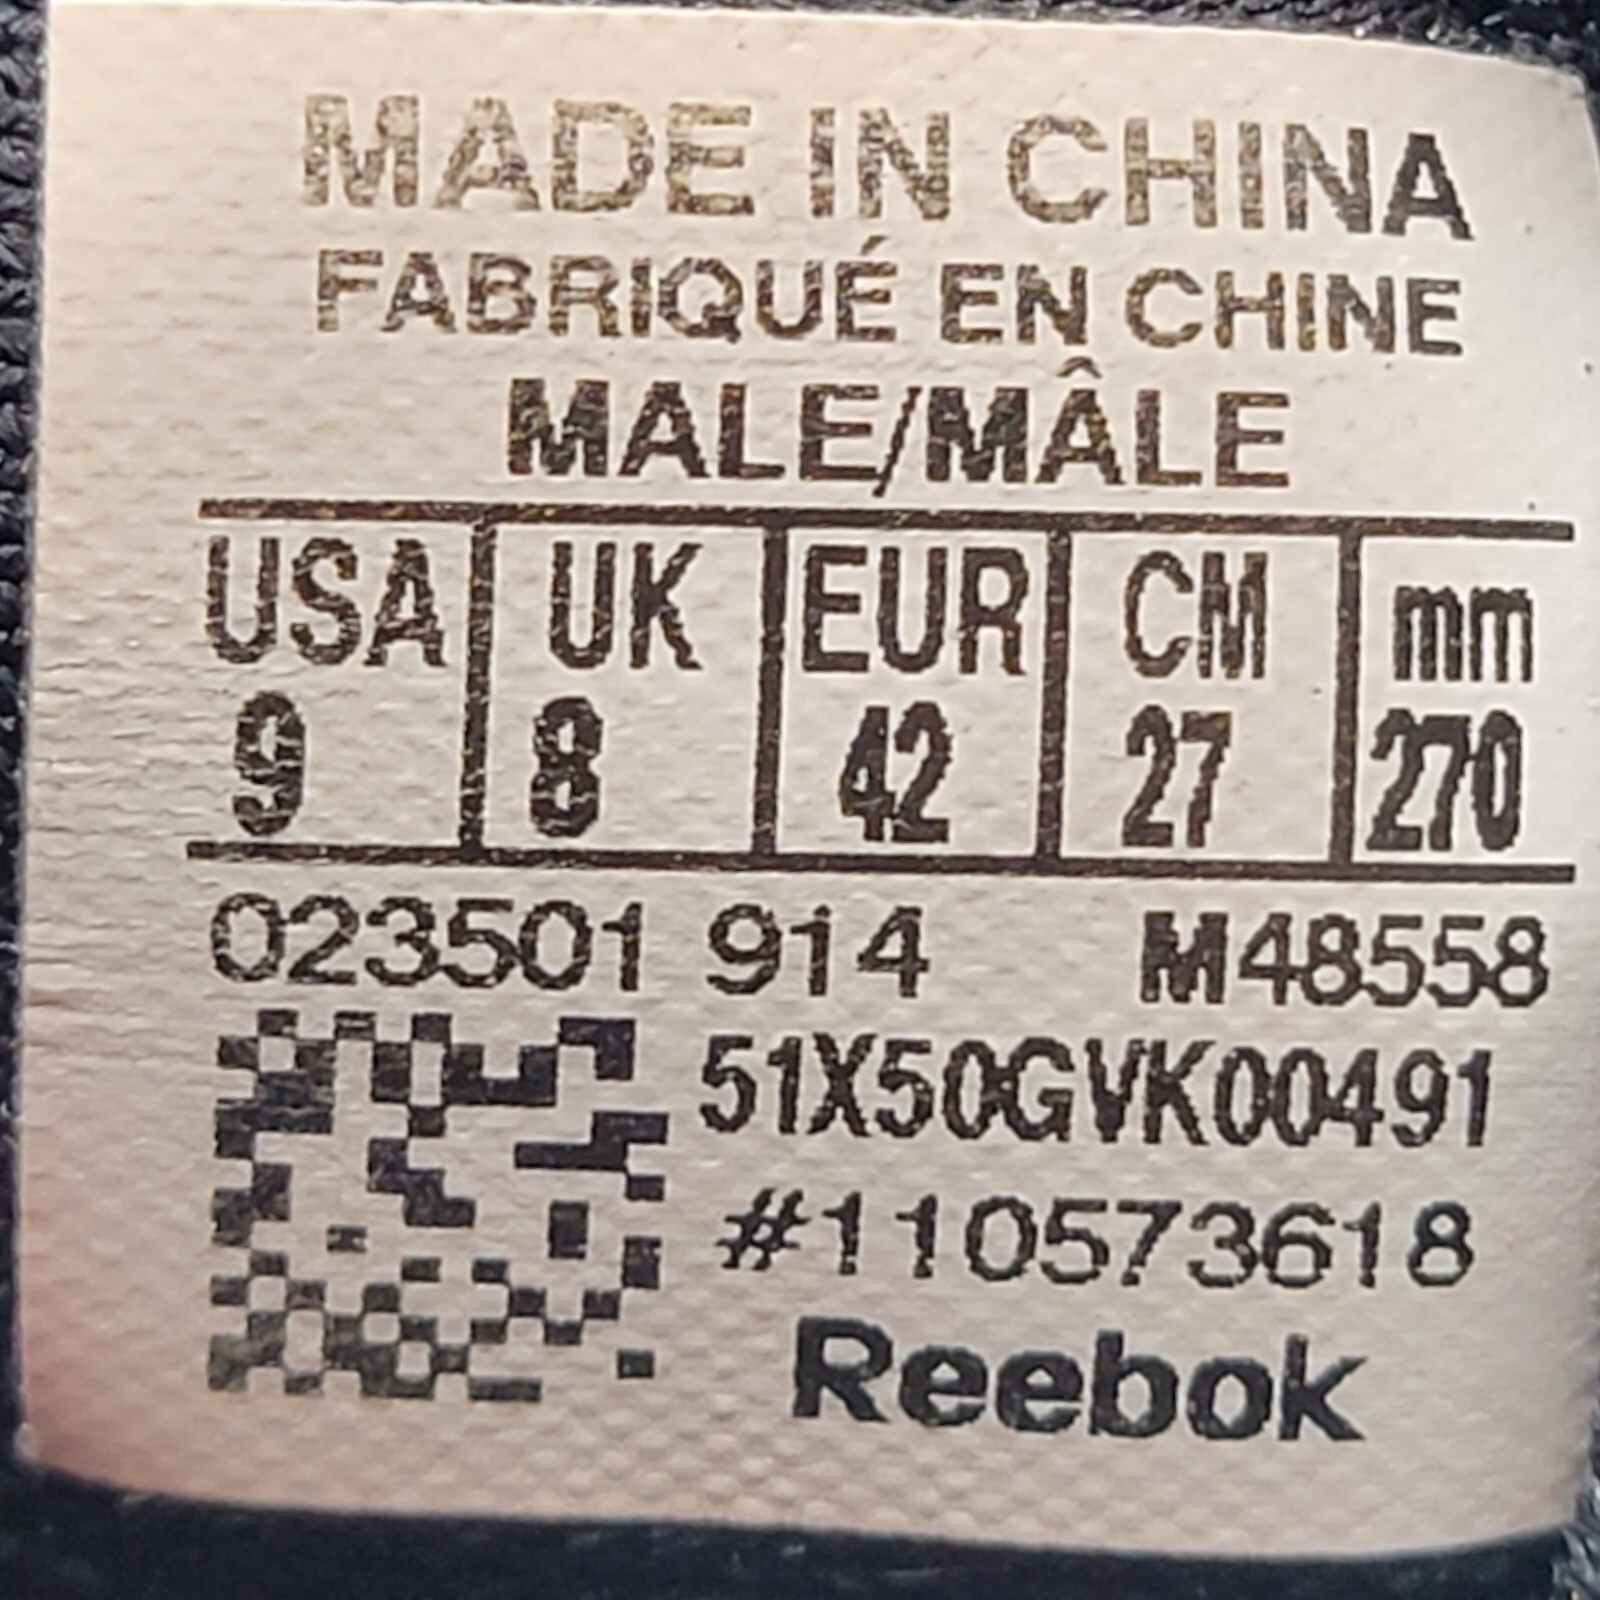 MADE IN CHINA
FABRIQUÉ EN CHINE
MALE/MÂLE
USA UK EUR CM mm
9 8 42 27 270
023501 914 M48558
51X50GVK00491
#110573618
Reebok